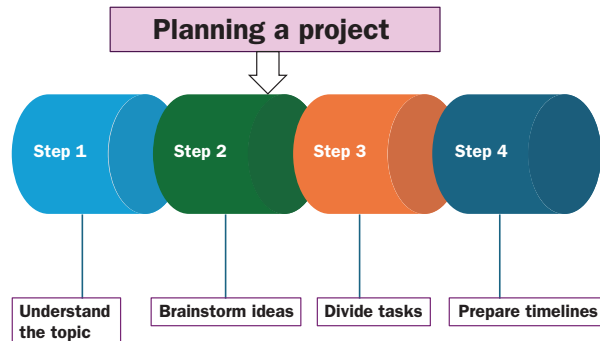 Planning a project
Step 1
Step 2
Step 3
Step 4
Understand
the topic
Brainstorm ideas
Divide tasks
Prepare timelines